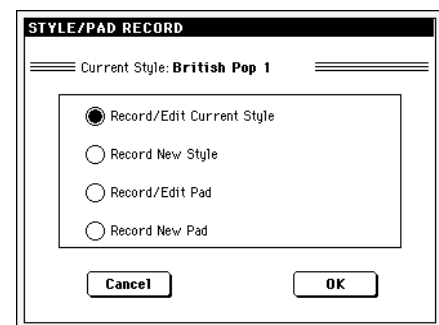 STYLE/PAD RECORD
Current Style: British Pop 1
Record/Edit Current Style
Record New Style
Record/Edit Pad
Record New Pad
Cancel OK